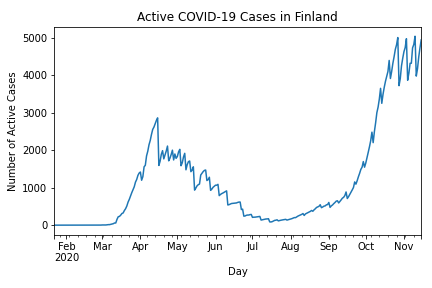 Active COVID-19 Cases in Finland
Number of Active Cases
5000
4000
3000
2000
1000
0
Feb Mar Apr May Jun Jul Aug Sep Oct Nov
2020
Day